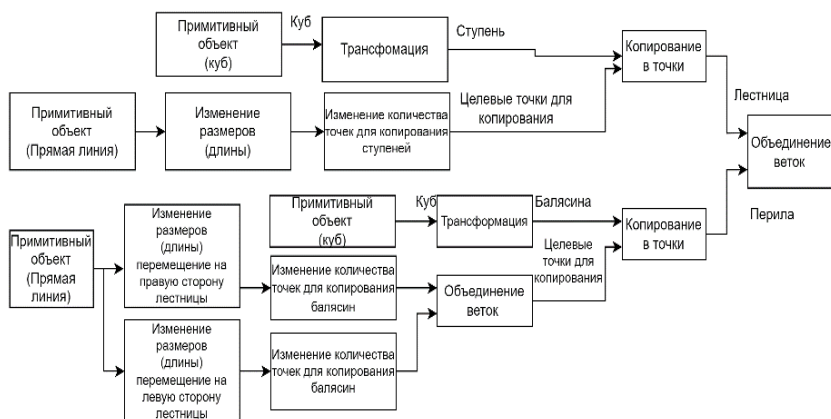 Примитивный
объект
(куб)
Куб
Трансфомация
Ступень
Копирование
в точки
Примитивный
объект
(Прямая линия)
Изменение
размеров
(длины)
Изменение количества
точек для копирования
ступеней
Целевые точки для
копирования
Лестница
Объединение
веток
Перила
Примитивный
объект
(Прямая
линия)
Изменение
размеров
(длины)
перемещение на
правую сторону
лестницы
Примитивный
объект
(куб)
Куб
Трансформация
Балясина
Копирование
в точки
Изменение количества
точек для копирования
балясин
Объединение
веток
Целевые
точки для
копирования
Изменение
размеров
(длины)
перемещение на
левую сторону
лестницы
Изменение количества
точек для копирования
балясин